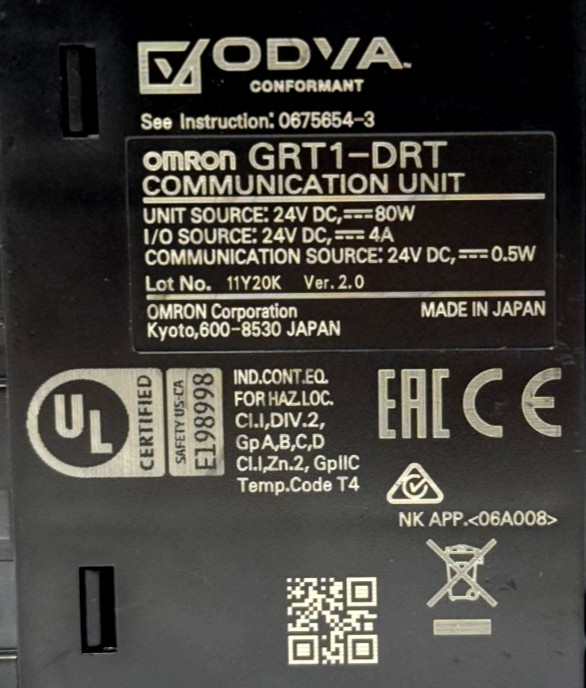 ODVA™
CONFORMANT
See Instruction: 0675654-3
OMRON GRT1-DRT
COMMUNICATION UNIT
UNIT SOURCE: 24V DC,⎓80W
I/O SOURCE: 24V DC,⎓4A
COMMUNICATION SOURCE: 24V DC,⎓0.5W
Lot No. 11Y20K Ver.2.0
OMRON Corporation MADE IN JAPAN
Kyoto,600-8530 JAPAN
UL
CERTIFIED
SAFETY US-CA
E198998
IND.CONT.EQ.
FOR HAZ.LOC.
Cl.I,DIV.2,
GpA,B,C,D
Cl.I,Zn.2, GpIIC
Temp.Code T4
EAC CE
NK APP.<06A008>